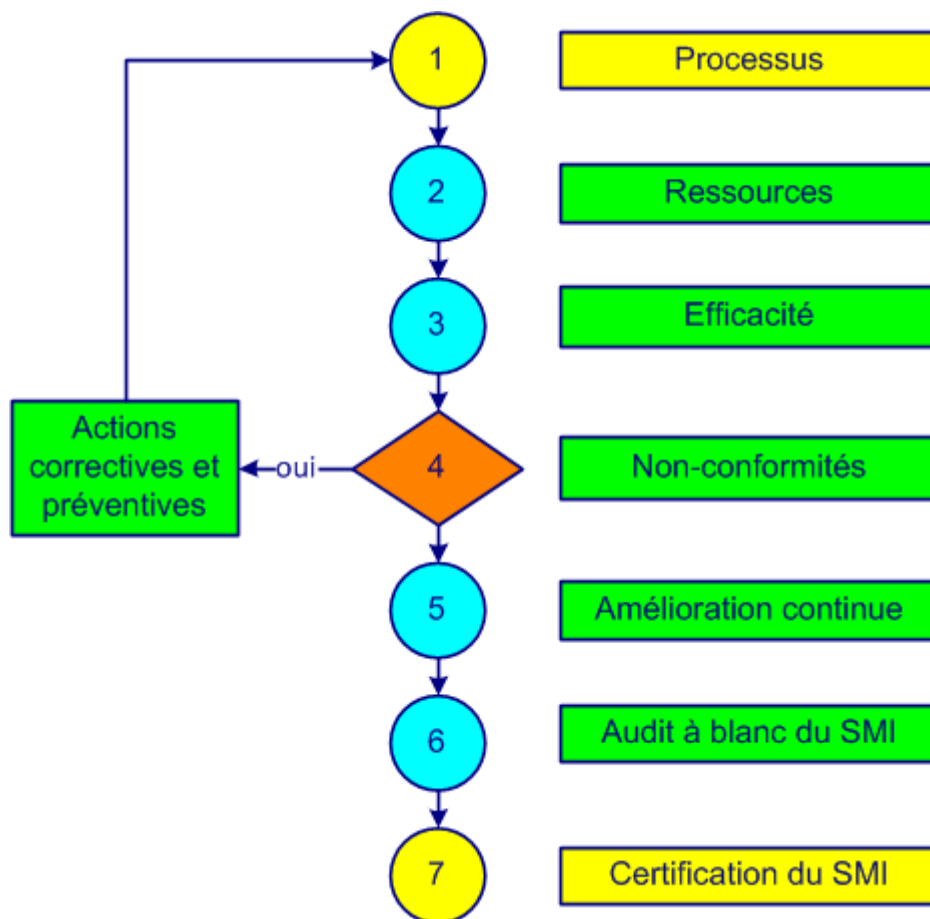 1
Processus
2
Ressources
3
Efficacité
Actions
correctives et
préventives
oui
4
Non-conformités
5
Amélioration continue
6
Audit à blanc du SMI
7
Certification du SMI